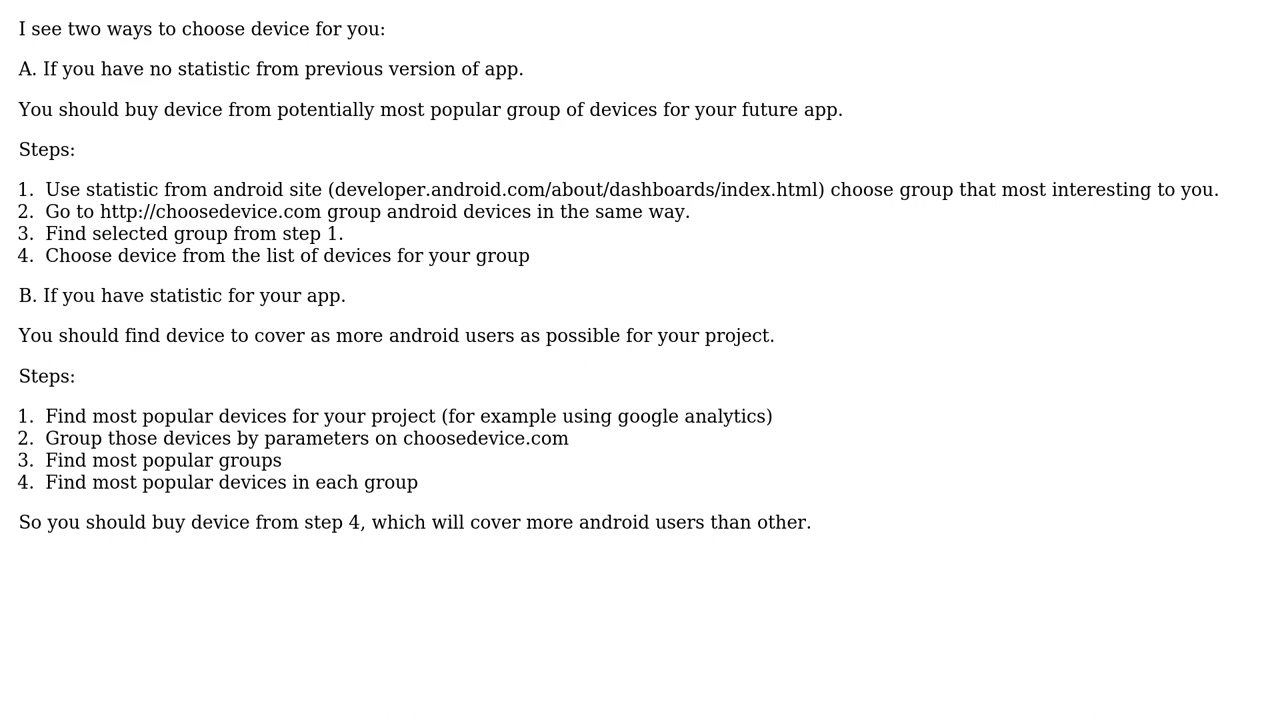 I see two ways to choose device for you:
A. If you have no statistic from previous version of app.
You should buy device from potentially most popular group of devices for your future app.
Steps:
1. Use statistic from android site (developer.android.com/about/dashboards/index.html) choose group that most interesting to you.
2. Go to http://choosedevice.com group android devices in the same way.
3. Find selected group from step 1.
4. Choose device from the list of devices for your group
B. If you have statistic for your app.
You should find device to cover as more android users as possible for your project.
Steps:
1. Find most popular devices for your project (for example using google analytics)
2. Group those devices by parameters on choosedevice.com
3. Find most popular groups
4. Find most popular devices in each group
So you should buy device from step 4, which will cover more android users than other.